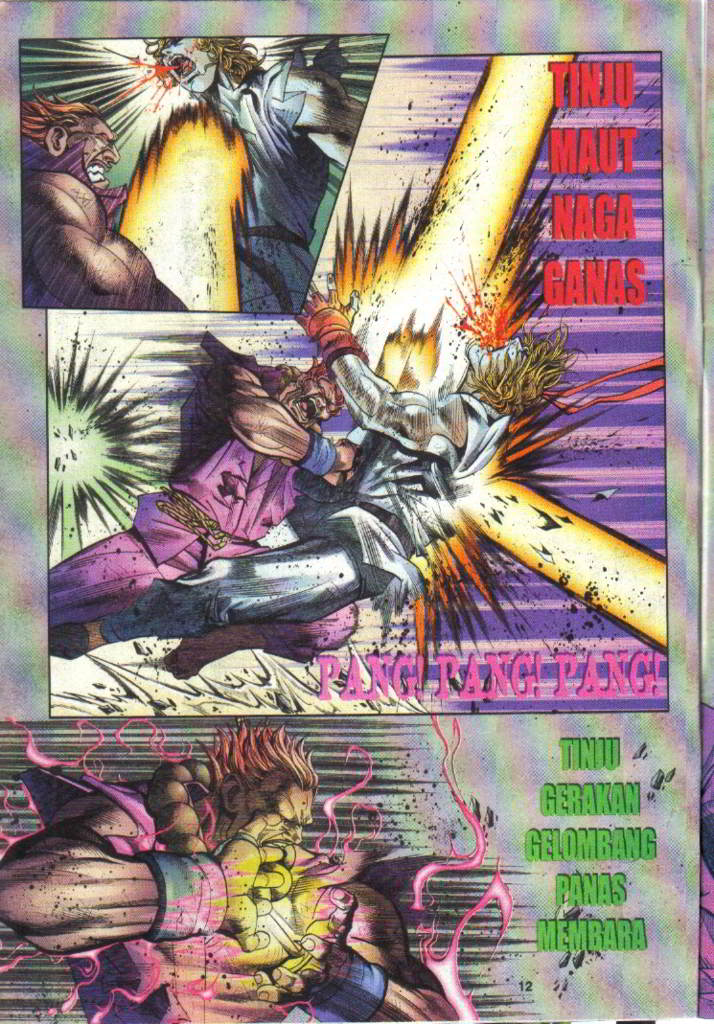 TINJU
MAUT
NAGA
GANAS
PANG! PANG! PANG!
TINJU
GERAKAN
GELOMBANG
PANAS
MEMBARA
12